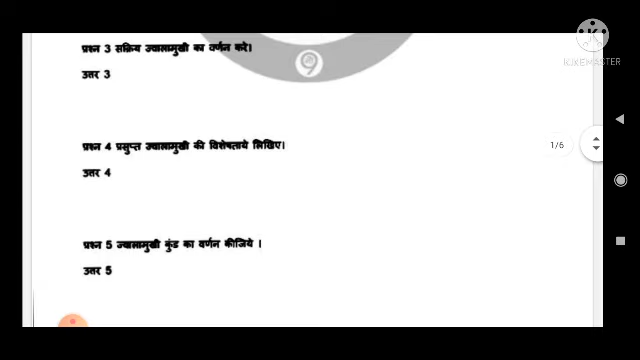 ९
KINEMASTER
प्रश्न 3 सक्रिय ज्वालामुखी का वर्णन करे।
उत्तर 3
प्रश्न 4 प्रसुप्त ज्वालामुखी की विशेषताये लिखिए।
1/6
उत्तर 4
प्रश्न 5 ज्वालामुखी कुंड का वर्णन कीजिये ।
उत्तर 5